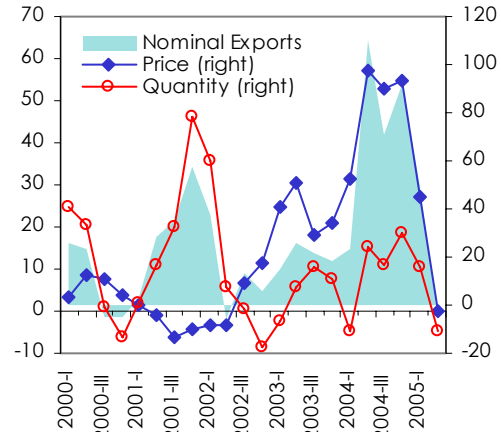 70
60
50
40
30
20
10
0
-10
120
100
80
60
40
20
0
-20
Nominal Exports
Price (right)
Quantity (right)
2000-I
2000-III
2001-I
2001-III
2002-I
2002-III
2003-I
2003-III
2004-I
2004-III
2005-I